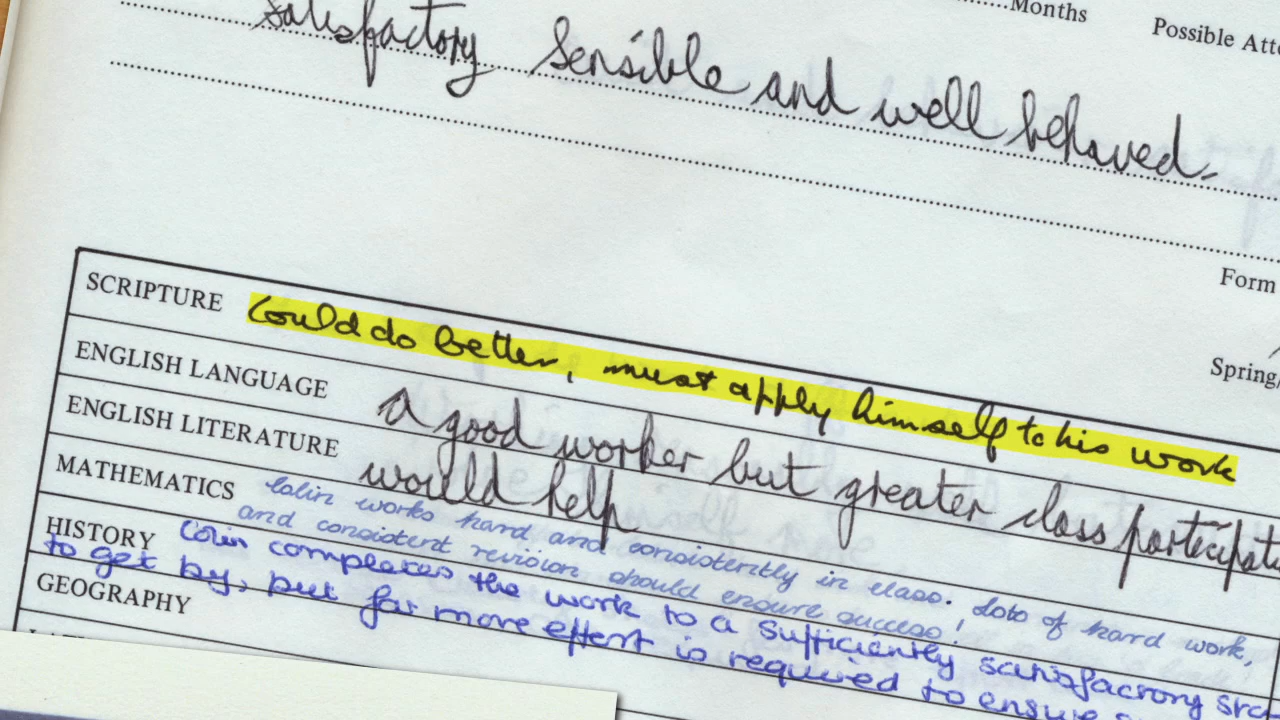 Months
Possible Atte
Satisfactory Sensible and well behaved.
Form
Spring
SCRIPTURE Could do better, must apply himself to his work
ENGLISH LANGUAGE
a good worker but greater class participati
ENGLISH LITERATURE
would help
MATHEMATICS Colin works hard and consistently in class. Lots of hard work,
and consistent revision should ensure success!
HISTORY Colin completes the work to a sufficiently satisfactory sta
to get by, but far more effort is required to ensure
GEOGRAPHY